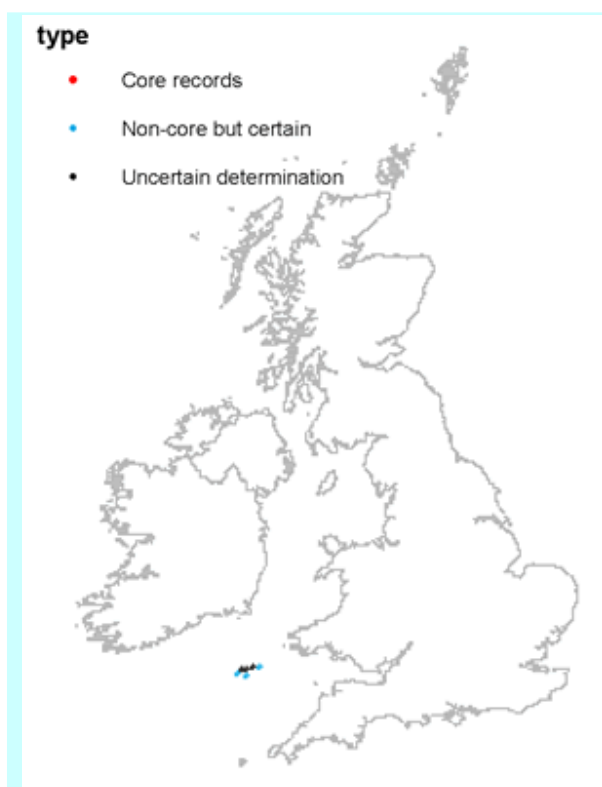 type
Core records
Non-core but certain
Uncertain determination